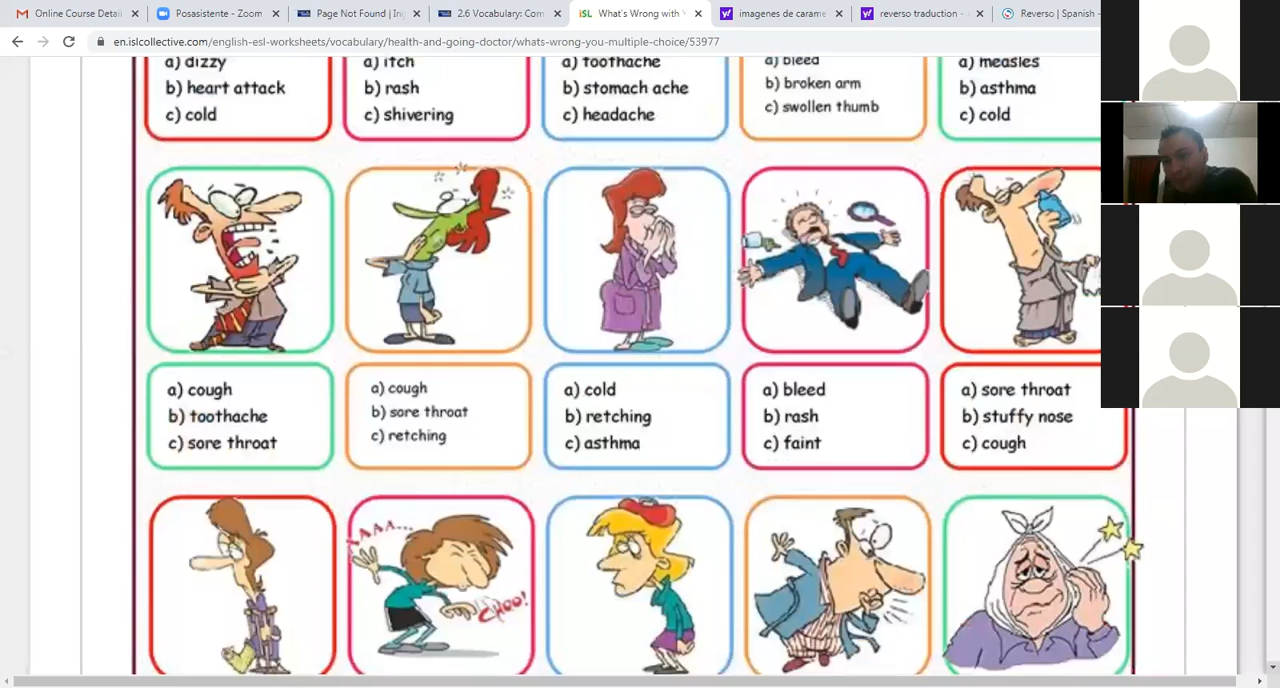 Online Course Detail
Posasistente - Zoom
Page Not Found | In
2.6 Vocabulary: Com
iSL What's Wrong with Y
imagenes de carame
reverso traduction -
Reverso | Spanish -
en.islcollective.com/english-esl-worksheets/vocabulary/health-and-going-doctor/whats-wrong-you-multiple-choice/53977
a) dizzy
b) heart attack
c) cold
a) itch
b) rash
c) shivering
a) toothache
b) stomach ache
c) headache
a) bleed
b) broken arm
c) swollen thumb
a) measles
b) asthma
c) cold
a) cough
b) toothache
c) sore throat
a) cough
b) sore throat
c) retching
a) cold
b) retching
c) asthma
a) bleed
b) rash
c) faint
a) sore throat
b) stuffy nose
c) cough
AAAA...
CHOO!